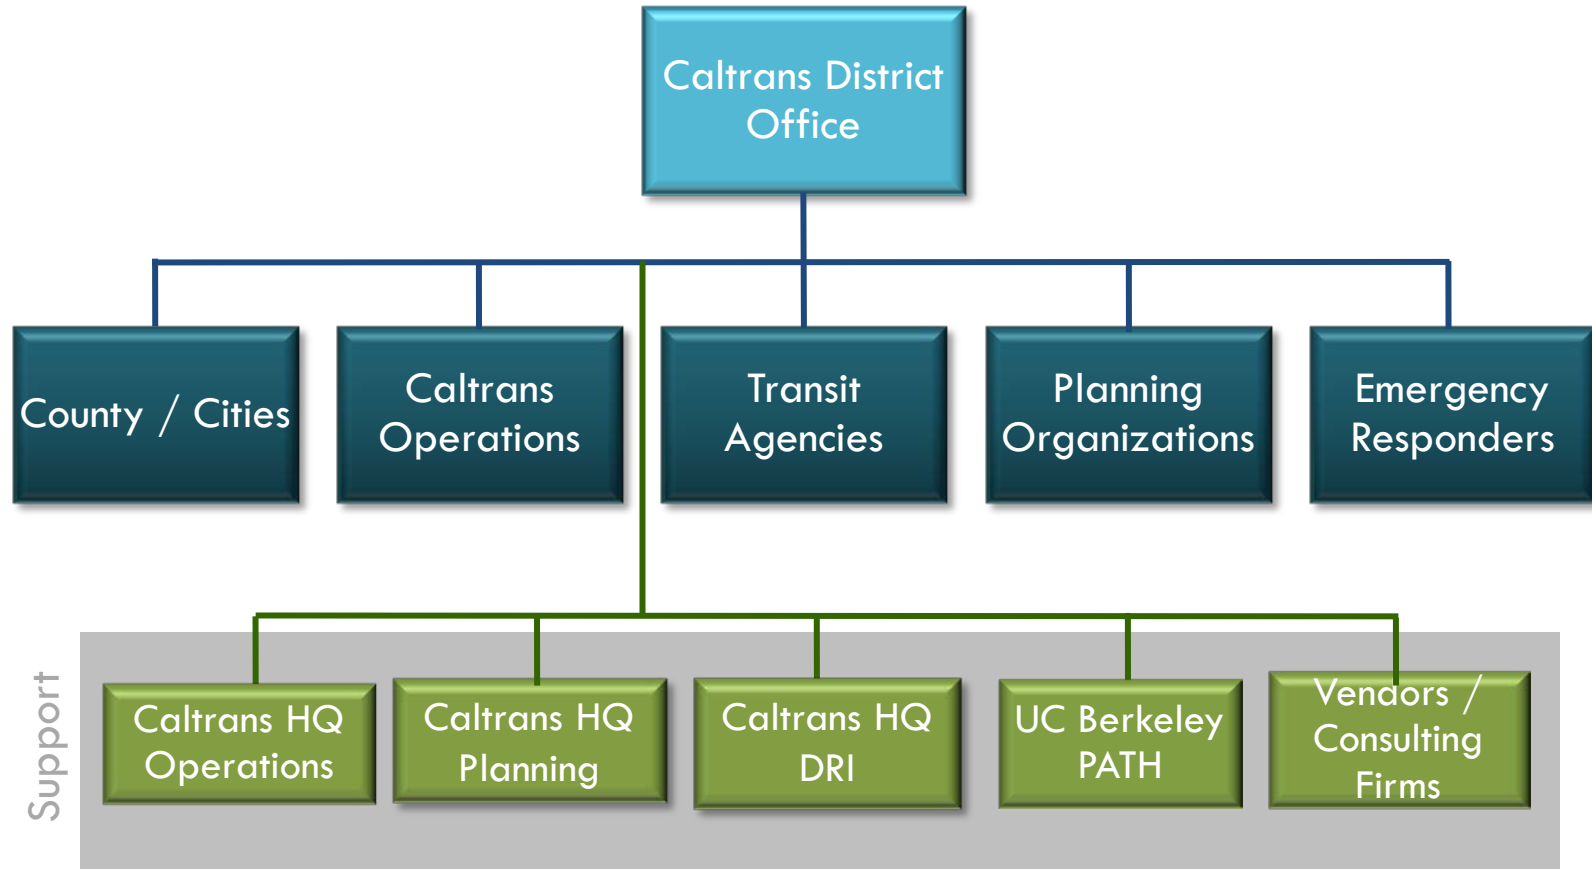 Caltrans District
Office
County / Cities
Caltrans
Operations
Transit
Agencies
Planning
Organizations
Emergency
Responders
Support
Caltrans HQ
Operations
Caltrans HQ
Planning
Caltrans HQ
DRI
UC Berkeley
PATH
Vendors /
Consulting
Firms